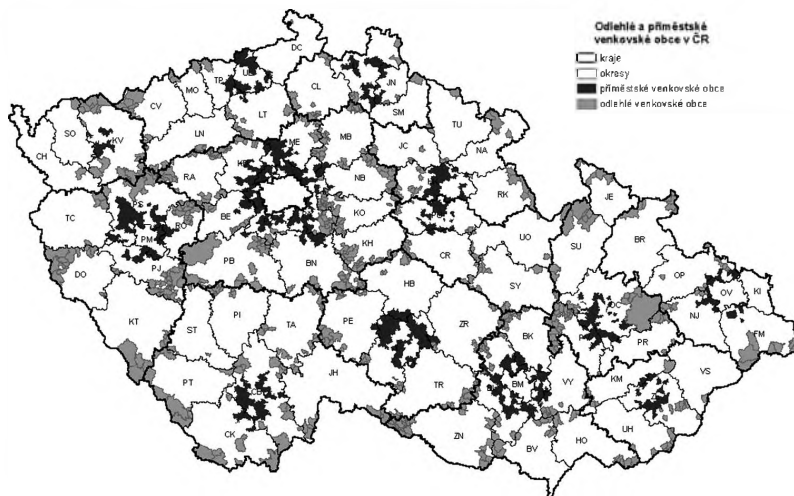 Odlehlé a příměstské
venkovské obce v ČR
kraje
okresy
příměstské venkovské obce
odlehlé venkovské obce
DC
UL
TP
MO
CV
LT
CL
JN
SM
TU
SO
KV
CH
LN
ME
MB
JC
NA
RA
NB
RK
JE
TC
PS
RO
BE
KO
PM
PJ
KH
CR
UO
SU
BR
DO
PB
BN
HB
SY
OP
OV
KI
NJ
FM
KT
ST
PI
TA
PE
ZR
BK
PR
PT
JH
TR
BM
VY
KM
VS
CK
ZN
BV
HO
UH